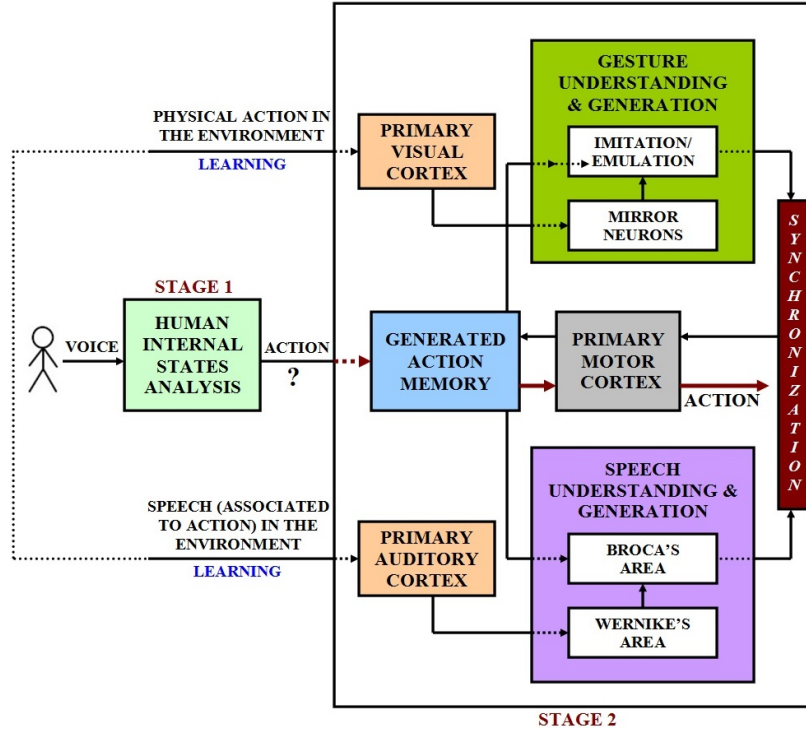 GESTURE
UNDERSTANDING
& GENERATION
PHYSICAL ACTION IN
THE ENVIRONMENT
LEARNING
PRIMARY
VISUAL
CORTEX
IMITATION/
EMULATION
MIRROR
NEURONS
STAGE 1
VOICE
HUMAN
INTERNAL
STATES
ANALYSIS
ACTION
?
GENERATED
ACTION
MEMORY
PRIMARY
MOTOR
CORTEX
ACTION
SYNCHRONIZATION
SPEECH (ASSOCIATED
TO ACTION) IN THE
ENVIRONMENT
LEARNING
PRIMARY
AUDITORY
CORTEX
SPEECH
UNDERSTANDING &
GENERATION
BROCA'S
AREA
WERNIKE'S
AREA
STAGE 2